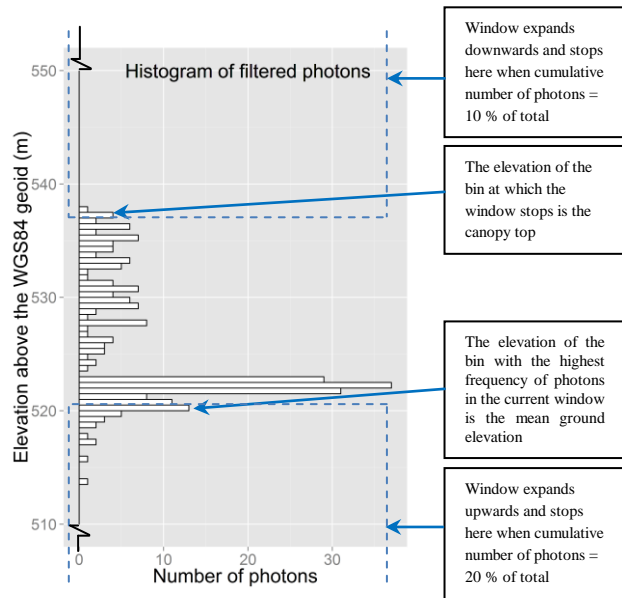 Histogram of filtered photons
Elevation above the WGS84 geoid (m)
550
540
530
520
510
0
10
20
30
Number of photons
Window expands
downwards and stops
here when cumulative
number of photons =
10 % of total
The elevation of the
bin at which the
window stops is the
canopy top
The elevation of the
bin with the highest
frequency of photons
in the current window
is the mean ground
elevation
Window expands
upwards and stops
here when cumulative
number of photons =
20 % of total